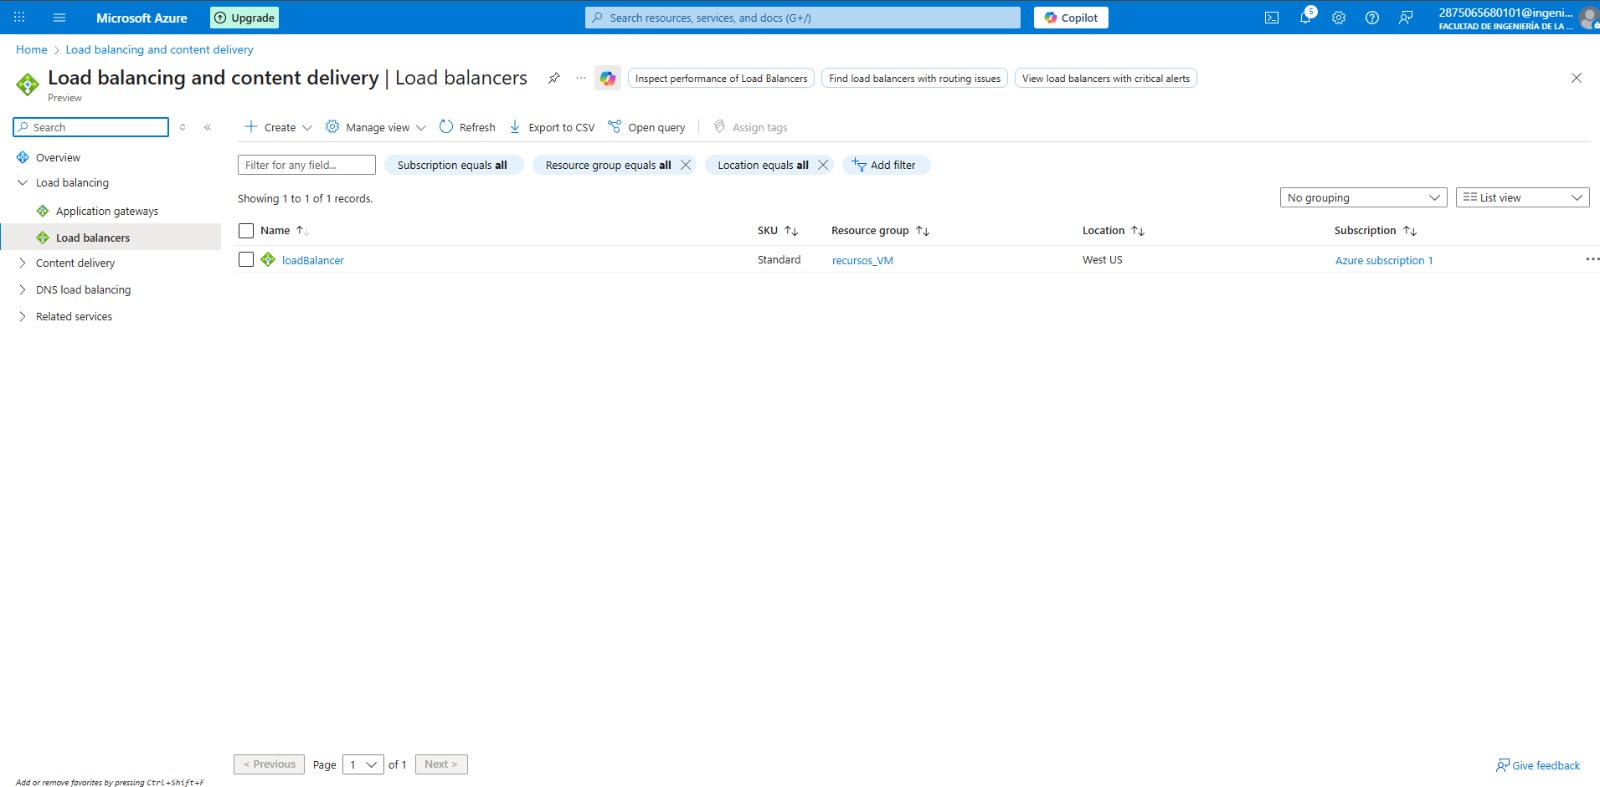 Microsoft Azure
Upgrade
Search resources, services, and docs (G+/)
Copilot
5
2875065680101@ingeni...
FACULTAD DE INGENIERÍA DE LA ...
Home > Load balancing and content delivery
Load balancing and content delivery | Load balancers
Preview
Inspect performance of Load Balancers
Find load balancers with routing issues
View load balancers with critical alerts
Search
Overview
Load balancing
Application gateways
Load balancers
Content delivery
DNS load balancing
Related services
Create
Manage view
Refresh
Export to CSV
Open query
Assign tags
Filter for any field...
Subscription equals all
Resource group equals all
Location equals all
Add filter
Showing 1 to 1 of 1 records.
No grouping
List view
Name
SKU
Resource group
Location
Subscription
loadBalancer
Standard
recursos_VM
West US
Azure subscription 1
< Previous
Page
1
of 1
Next >
Give feedback
Add or remove favorites by pressing Ctrl+Shift+F